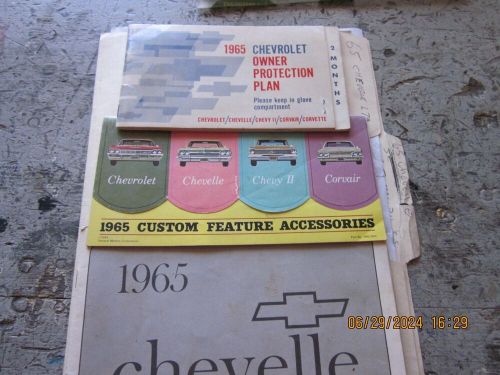 1965 CHEVROLET
OWNER
PROTECTION
PLAN
Please keep in glove
compartment
CHEVROLET/CHEVELLE/CHEVY II/CORVAIR/CORVETTE
2 MONTHS
Chevrolet
Chevelle
Chevy II
Corvair
1965 CUSTOM FEATURE ACCESSORIES
1965
chevelle
06/29/2024 16:29